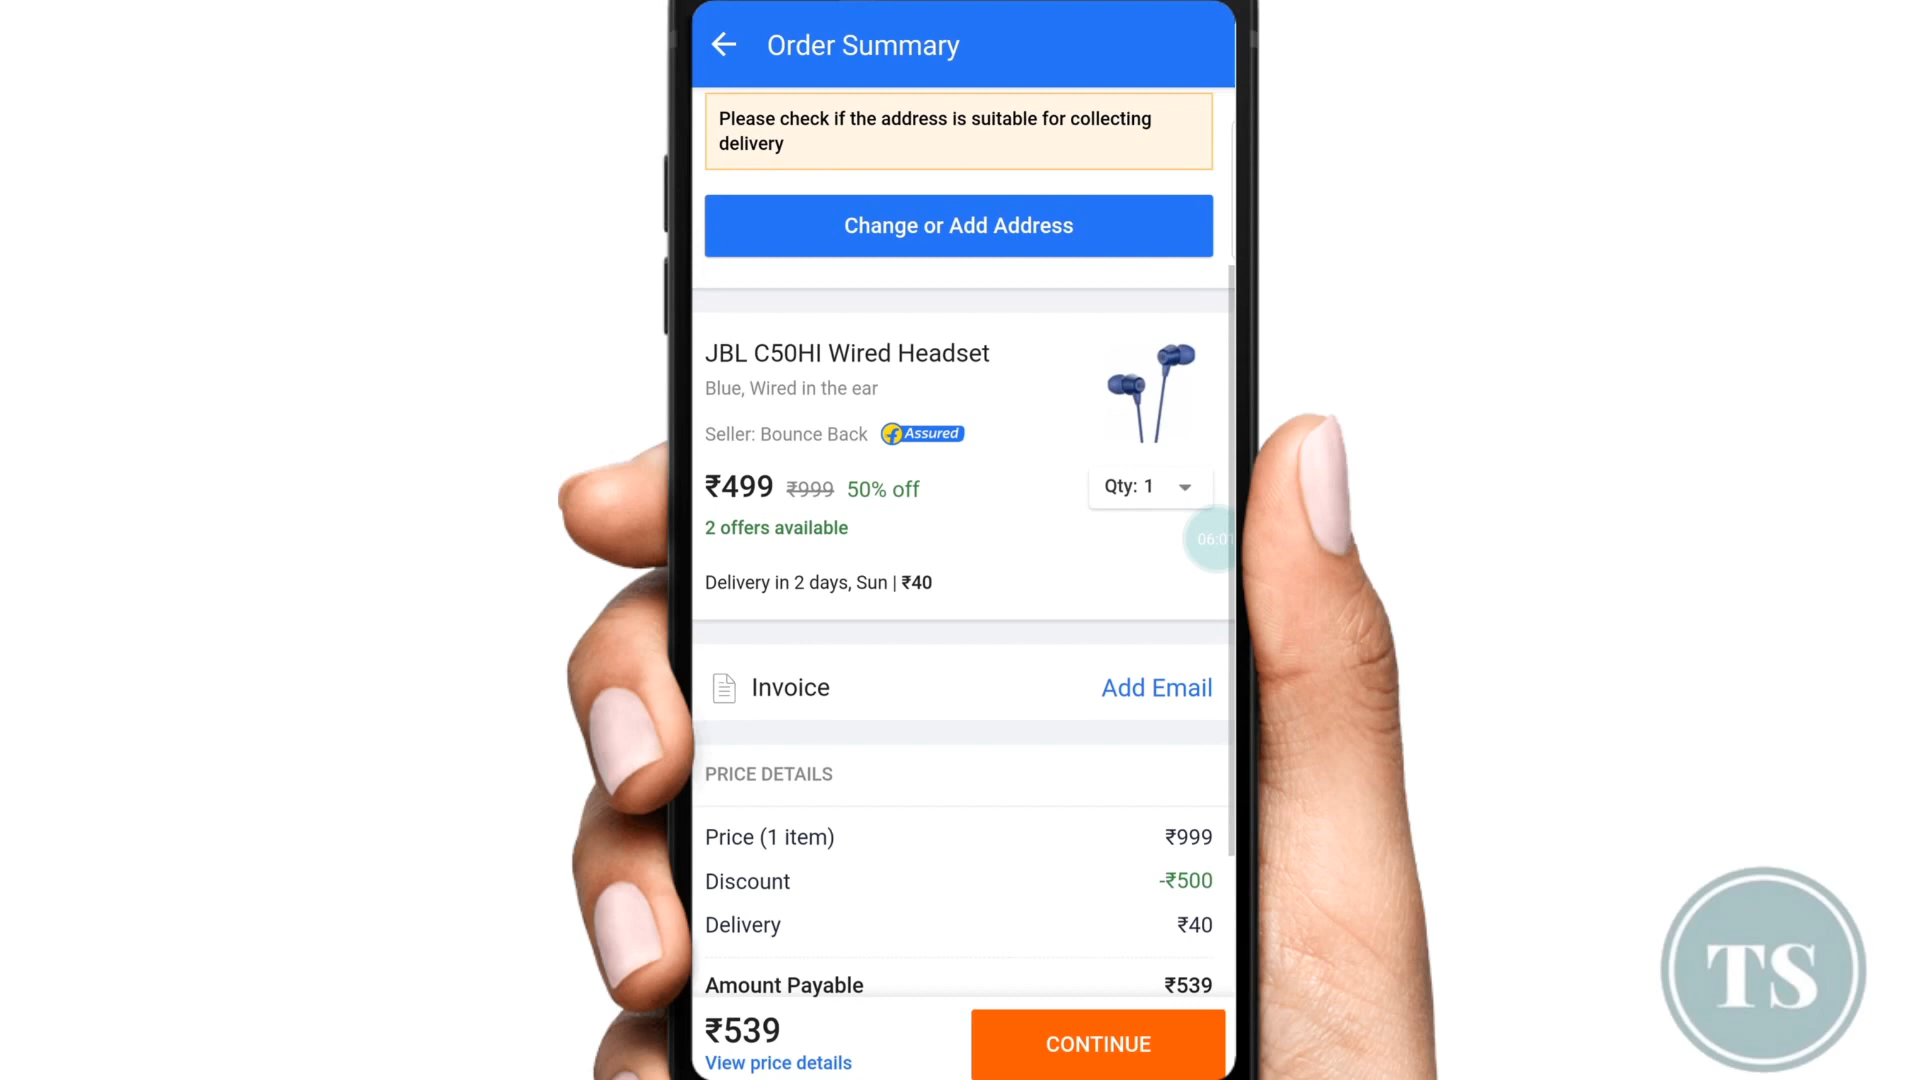 Order Summary
Please check if the address is suitable for collecting
delivery
Change or Add Address
JBL C50HI Wired Headset
Blue, Wired in the ear
Seller: Bounce Back
Assured
₹499 ₹999 50% off
Qty: 1
2 offers available
06:01
Delivery in 2 days, Sun | ₹40
Invoice
Add Email
PRICE DETAILS
Price (1 item) ₹999
Discount -₹500
Delivery ₹40
Amount Payable ₹539
₹539
View price details
CONTINUE
TS